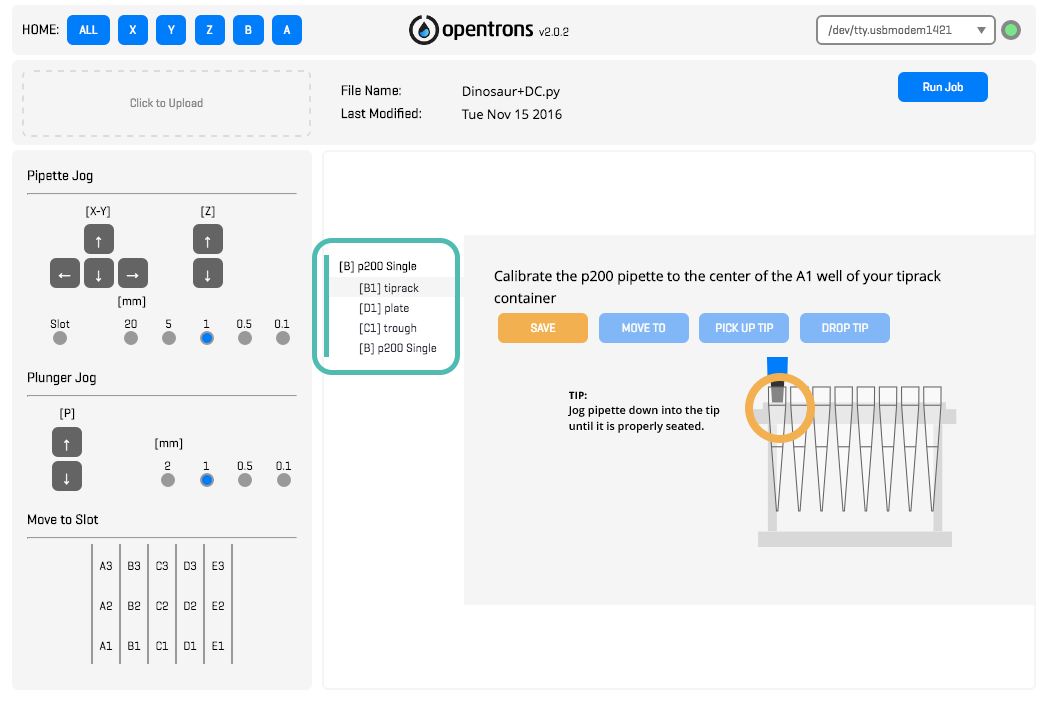 HOME: ALL X Y Z B A
opentrons v2.0.2
/dev/tty.usbmodem1421
Click to Upload
File Name: Dinosaur+DC.py
Last Modified: Tue Nov 15 2016
Run Job
Pipette Jog
[X-Y] [Z]
[mm]
Slot 20 5 1 0.5 0.1
Plunger Jog
[P]
[mm]
2 1 0.5 0.1
Move to Slot
A3 B3 C3 D3 E3
A2 B2 C2 D2 E2
A1 B1 C1 D1 E1
[B] p200 Single
[B1] tiprack
[D1] plate
[C1] trough
[B] p200 Single
Calibrate the p200 pipette to the center of the A1 well of your tiprack
container
SAVE MOVE TO PICK UP TIP DROP TIP
TIP:
Jog pipette down into the tip
until it is properly seated.